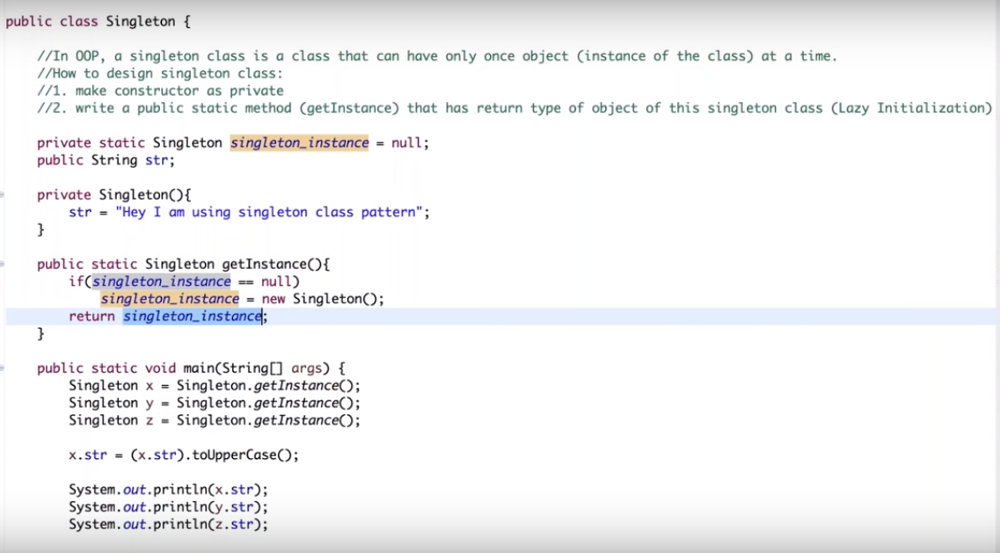 public class Singleton {
//In OOP, a singleton class is a class that can have only once object (instance of the class) at a time.
//How to design singleton class:
//1. make constructor as private
//2. write a public static method (getInstance) that has return type of object of this singleton class (Lazy Initialization)
private static Singleton singleton_instance = null;
public String str;
private Singleton(){
str = "Hey I am using singleton class pattern";
}
public static Singleton getInstance(){
if(singleton_instance == null)
singleton_instance = new Singleton();
return singleton_instance;
}
public static void main(String[] args) {
Singleton x = Singleton.getInstance();
Singleton y = Singleton.getInstance();
Singleton z = Singleton.getInstance();
x.str = (x.str).toUpperCase();
System.out.println(x.str);
System.out.println(y.str);
System.out.println(z.str);